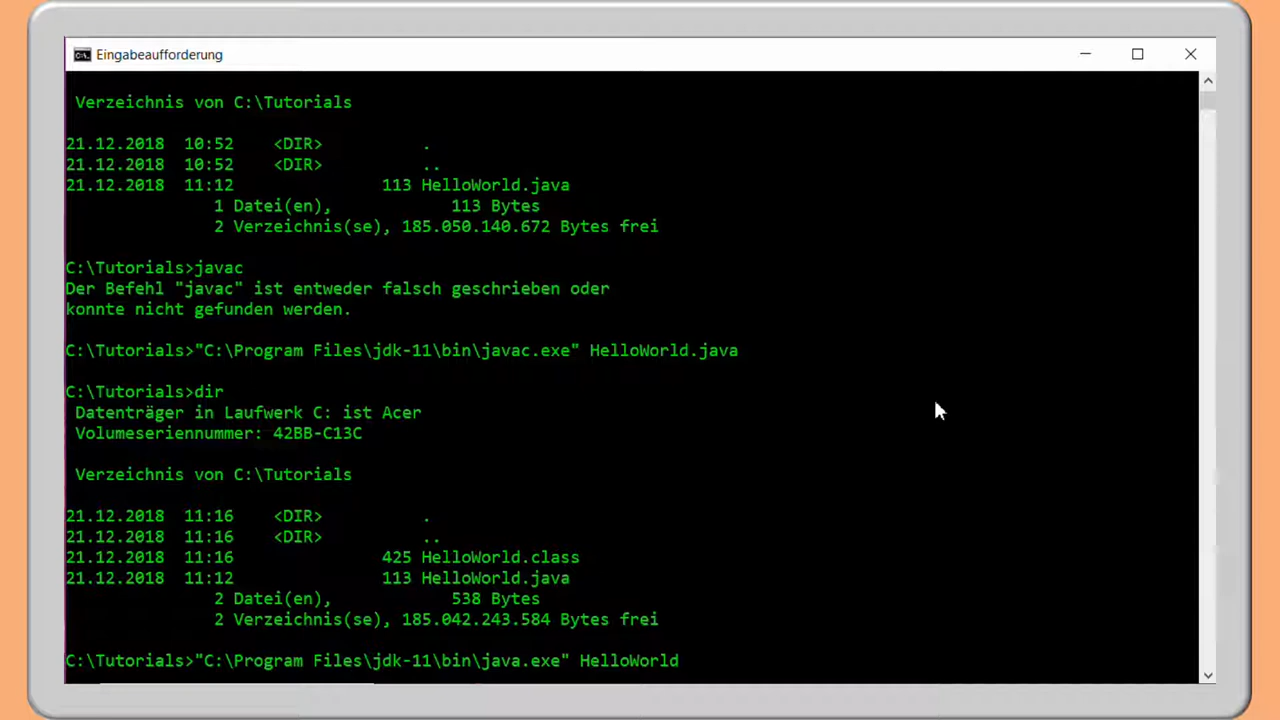 Eingabeaufforderung
Verzeichnis von C:\Tutorials
21.12.2018  10:52    <DIR>          .
21.12.2018  10:52    <DIR>          ..
21.12.2018  11:12               113 HelloWorld.java
1 Datei(en),            113 Bytes
2 Verzeichnis(se), 185.050.140.672 Bytes frei
C:\Tutorials>javac
Der Befehl "javac" ist entweder falsch geschrieben oder
konnte nicht gefunden werden.
C:\Tutorials>"C:\Program Files\jdk-11\bin\javac.exe" HelloWorld.java
C:\Tutorials>dir
Datenträger in Laufwerk C: ist Acer
Volumeseriennummer: 42BB-C13C
Verzeichnis von C:\Tutorials
21.12.2018  11:16    <DIR>          .
21.12.2018  11:16    <DIR>          ..
21.12.2018  11:16               425 HelloWorld.class
21.12.2018  11:12               113 HelloWorld.java
2 Datei(en),            538 Bytes
2 Verzeichnis(se), 185.042.243.584 Bytes frei
C:\Tutorials>"C:\Program Files\jdk-11\bin\java.exe" HelloWorld